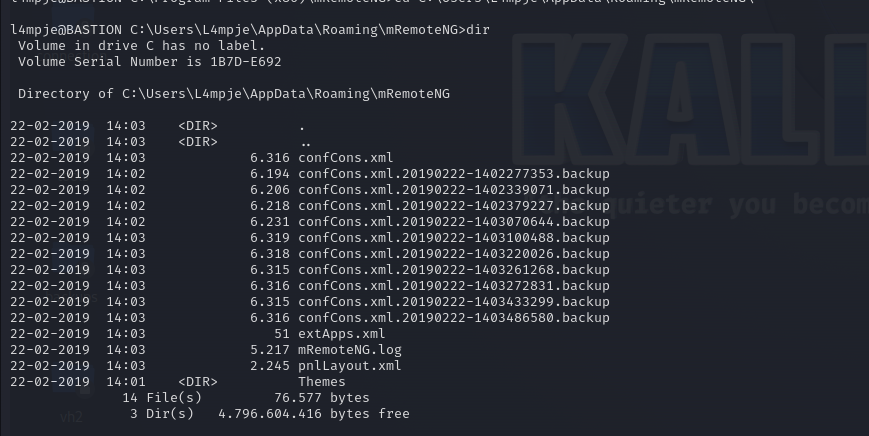 l4mpje@BASTION C:\Program Files (x86)\mRemoteNG>cd C:\Users\L4mpje\AppData\Roaming\mRemoteNG\
l4mpje@BASTION C:\Users\L4mpje\AppData\Roaming\mRemoteNG>dir
Volume in drive C has no label.
Volume Serial Number is 1B7D-E692
Directory of C:\Users\L4mpje\AppData\Roaming\mRemoteNG
22-02-2019  14:03    <DIR>          .
22-02-2019  14:03    <DIR>          ..
22-02-2019  14:03             6.316 confCons.xml
22-02-2019  14:02             6.194 confCons.xml.20190222-1402277353.backup
22-02-2019  14:02             6.206 confCons.xml.20190222-1402339071.backup
22-02-2019  14:02             6.218 confCons.xml.20190222-1402379227.backup
22-02-2019  14:02             6.231 confCons.xml.20190222-1403070644.backup
22-02-2019  14:03             6.319 confCons.xml.20190222-1403100488.backup
22-02-2019  14:03             6.318 confCons.xml.20190222-1403220026.backup
22-02-2019  14:03             6.315 confCons.xml.20190222-1403261268.backup
22-02-2019  14:03             6.316 confCons.xml.20190222-1403272831.backup
22-02-2019  14:03             6.315 confCons.xml.20190222-1403433299.backup
22-02-2019  14:03             6.316 confCons.xml.20190222-1403486580.backup
22-02-2019  14:03                51 extApps.xml
22-02-2019  14:03             5.217 mRemoteNG.log
22-02-2019  14:03             2.245 pnlLayout.xml
22-02-2019  14:01    <DIR>          Themes
14 File(s)         76.577 bytes
3 Dir(s)   4.796.604.416 bytes free
KALI
quieter you becom
vh2